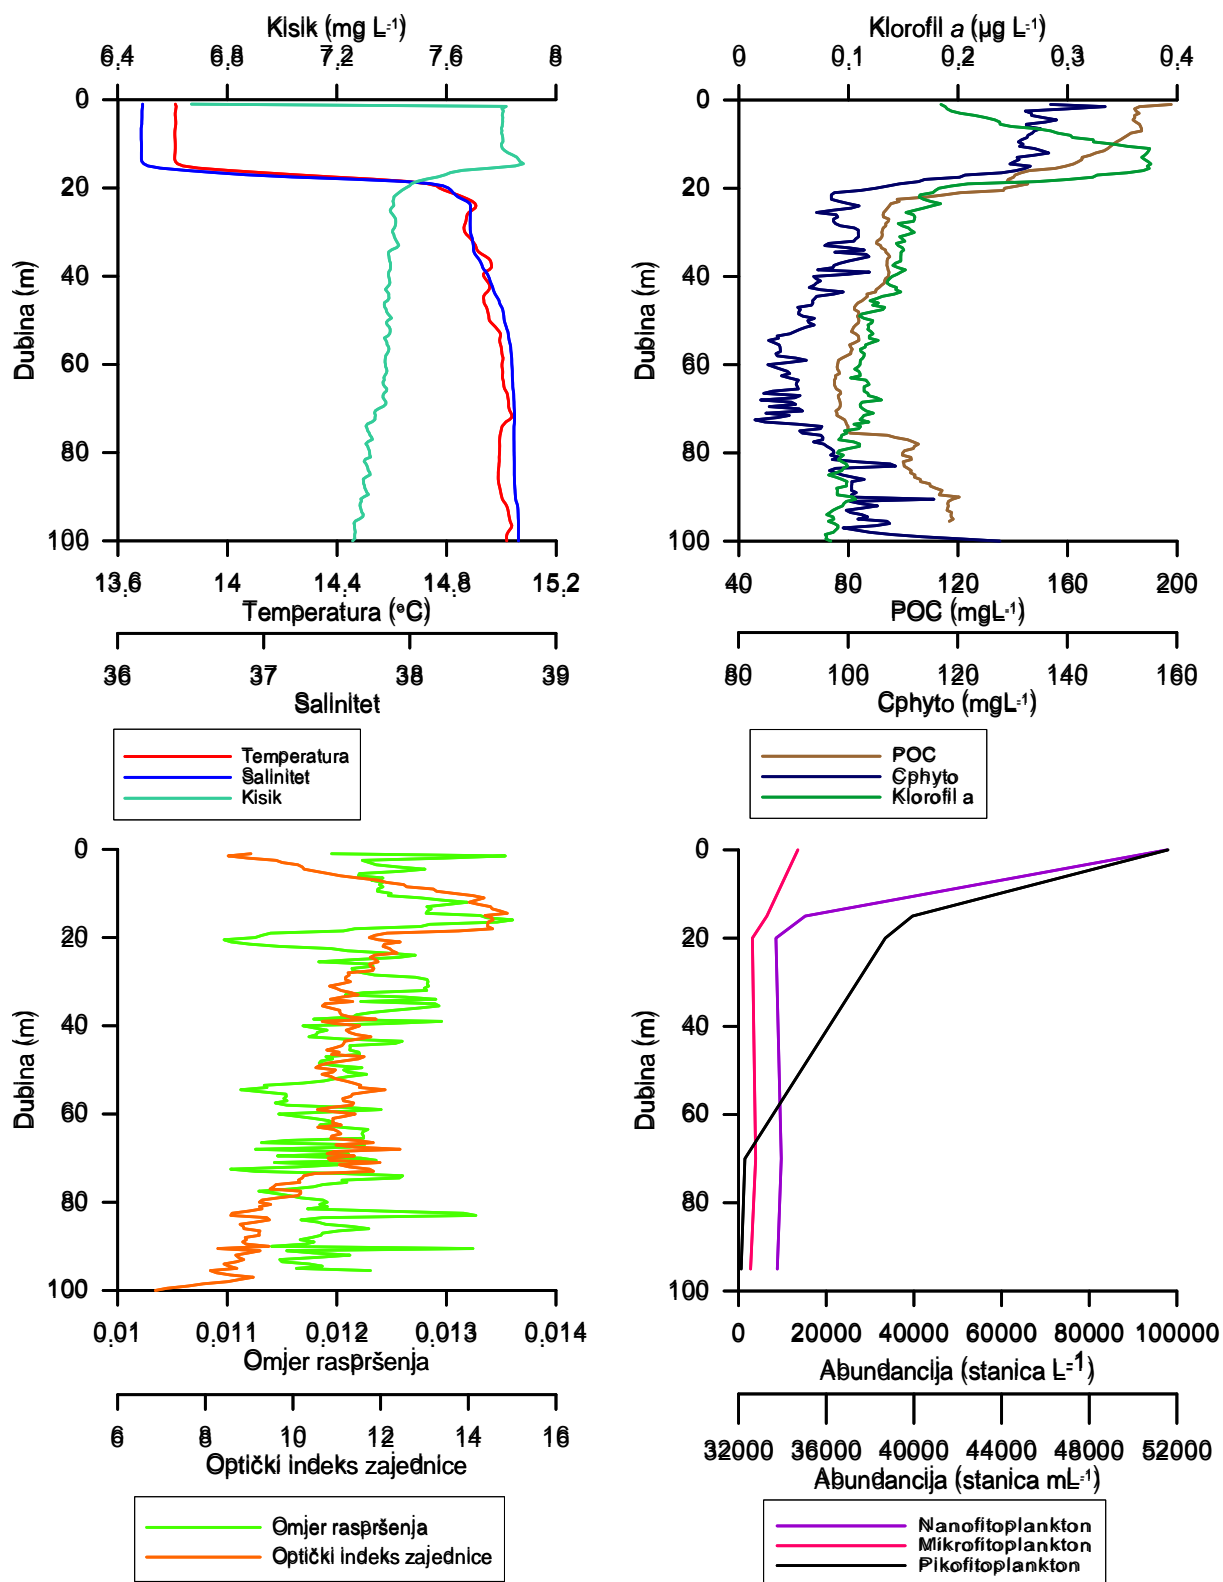 Kisik (mg L-1)
6.4 6.8 7.2 7.6 8
0
20
40
60
80
100
Dubina (m)
13.6 14 14.4 14.8 15.2
Temperatura (°C)
36 37 38 39
Salinitet
Temperatura
Salinitet
Kisik
Klorofil a (µg L-1)
0 0.1 0.2 0.3 0.4
0
20
40
60
80
100
Dubina (m)
40 80 120 160 200
POC (mgL-1)
80 100 120 140 160
Cphyto (mgL-1)
POC
Cphyto
Klorofil a
0
20
40
60
80
100
Dubina (m)
0.01 0.011 0.012 0.013 0.014
Omjer raspršenja
6 8 10 12 14 16
Optički indeks zajednice
Omjer raspršenja
Optički indeks zajednice
0
20
40
60
80
100
Dubina (m)
0 20000 40000 60000 80000 100000
Abundancija (stanica L-1)
32000 36000 40000 44000 48000 52000
Abundancija (stanica mL-1)
Nanofitoplankton
Mikrofitoplankton
Pikofitoplankton